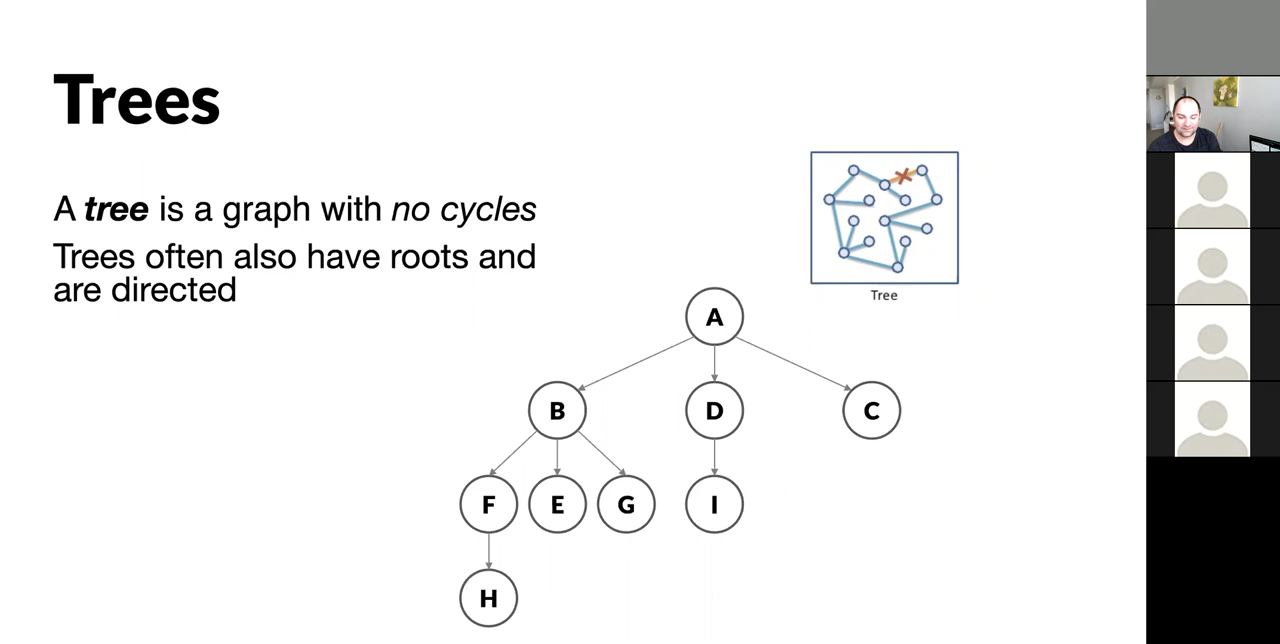 Trees
A tree is a graph with no cycles
Trees often also have roots and
are directed
Tree
A
B
D
C
F
E
G
I
H